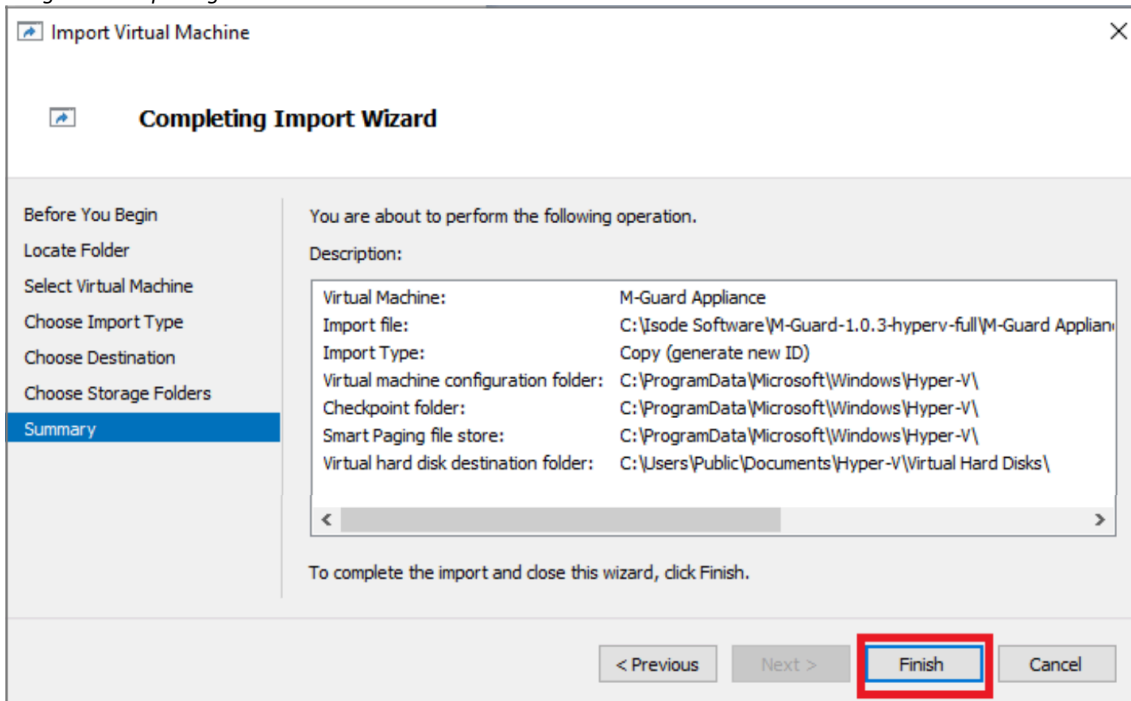 Import Virtual Machine
Completing Import Wizard
Before You Begin
Locate Folder
Select Virtual Machine
Choose Import Type
Choose Destination
Choose Storage Folders
Summary
You are about to perform the following operation.
Description:
Virtual Machine: M-Guard Appliance
Import file: C:\Isode Software\M-Guard-1.0.3-hyperv-full\M-Guard Applian
Import Type: Copy (generate new ID)
Virtual machine configuration folder: C:\ProgramData\Microsoft\Windows\Hyper-V\
Checkpoint folder: C:\ProgramData\Microsoft\Windows\Hyper-V\
Smart Paging file store: C:\ProgramData\Microsoft\Windows\Hyper-V\
Virtual hard disk destination folder: C:\Users\Public\Documents\Hyper-V\Virtual Hard Disks\
To complete the import and close this wizard, click Finish.
< Previous Next > Finish Cancel